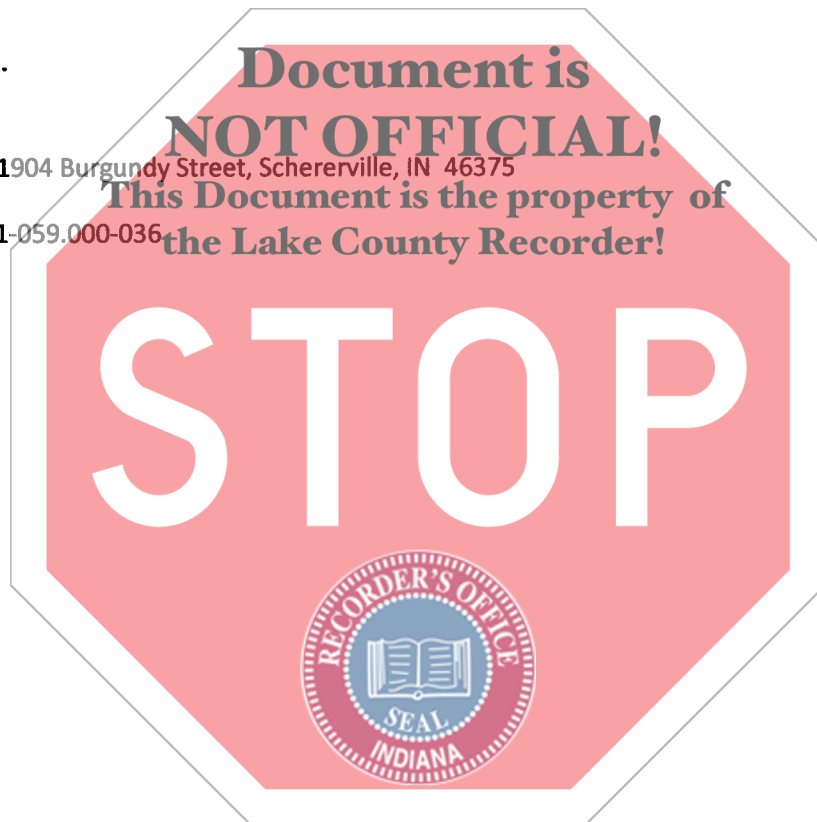 .
Document is
NOT OFFICIAL!
1904 Burgundy Street, Schererville, IN 46375
This Document is the property of
1-059.000-036
the Lake County Recorder!
STOP
RECORDER'S OFFICE
SEAL
INDIANA